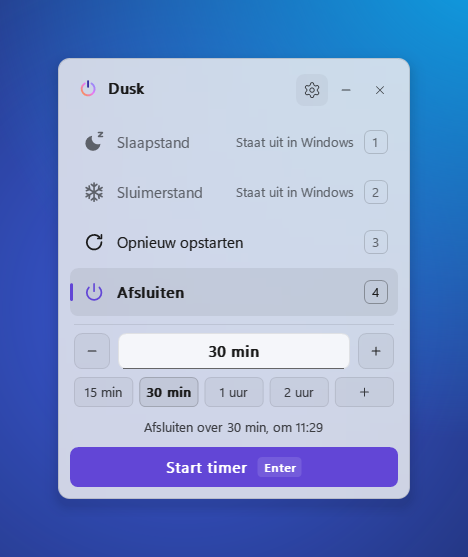 Dusk
Slaapstand Staat uit in Windows 1
Sluimerstand Staat uit in Windows 2
Opnieuw opstarten 3
Afsluiten 4
− 30 min +
15 min 30 min 1 uur 2 uur +
Afsluiten over 30 min, om 11:29
Start timer Enter